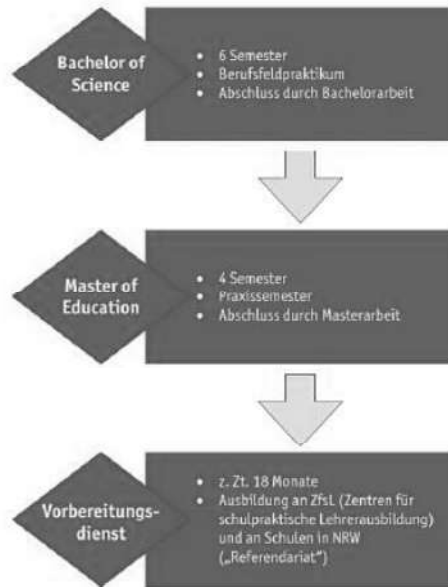 Bachelor of
Science
• 6 Semester
• Berufsfeldpraktikum
• Abschluss durch Bachelorarbeit
Master of
Education
• 4 Semester
• Praxissemester
• Abschluss durch Masterarbeit
Vorbereitungs-
dienst
• z. Zt. 18 Monate
• Ausbildung an ZfsL (Zentren für
schulpraktische Lehrerausbildung)
und an Schulen in NRW
(„Referendariat“)